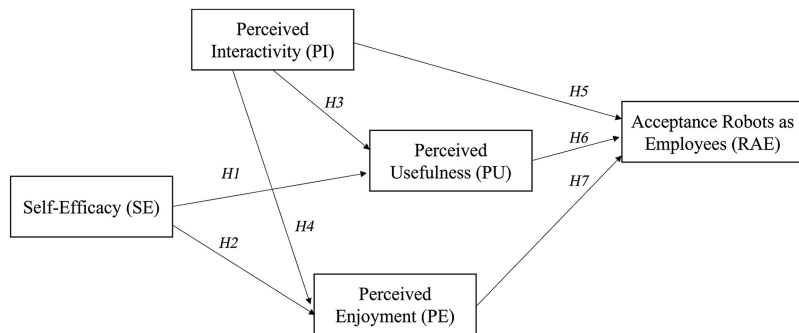 Perceived
Interactivity (PI)
H5
H3
Acceptance Robots as
Employees (RAE)
H6
Perceived
Usefulness (PU)
H1
H7
Self-Efficacy (SE)
H4
H2
Perceived
Enjoyment (PE)